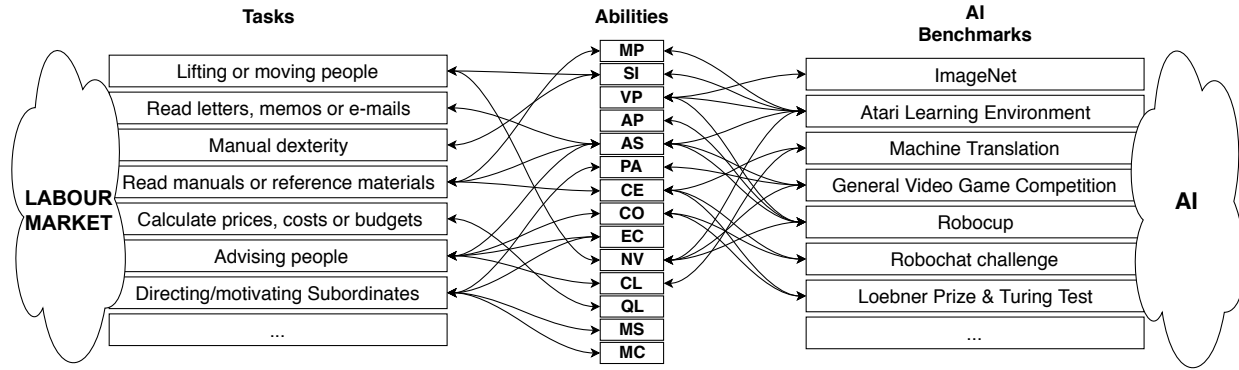 Tasks
Abilities
AI
Benchmarks
LABOUR
MARKET
Lifting or moving people
Read letters, memos or e-mails
Manual dexterity
Read manuals or reference materials
Calculate prices, costs or budgets
Advising people
Directing/motivating Subordinates
...
MP
SI
VP
AP
AS
PA
CE
CO
EC
NV
CL
QL
MS
MC
ImageNet
Atari Learning Environment
Machine Translation
General Video Game Competition
Robocup
Robochat challenge
Loebner Prize & Turing Test
...
AI